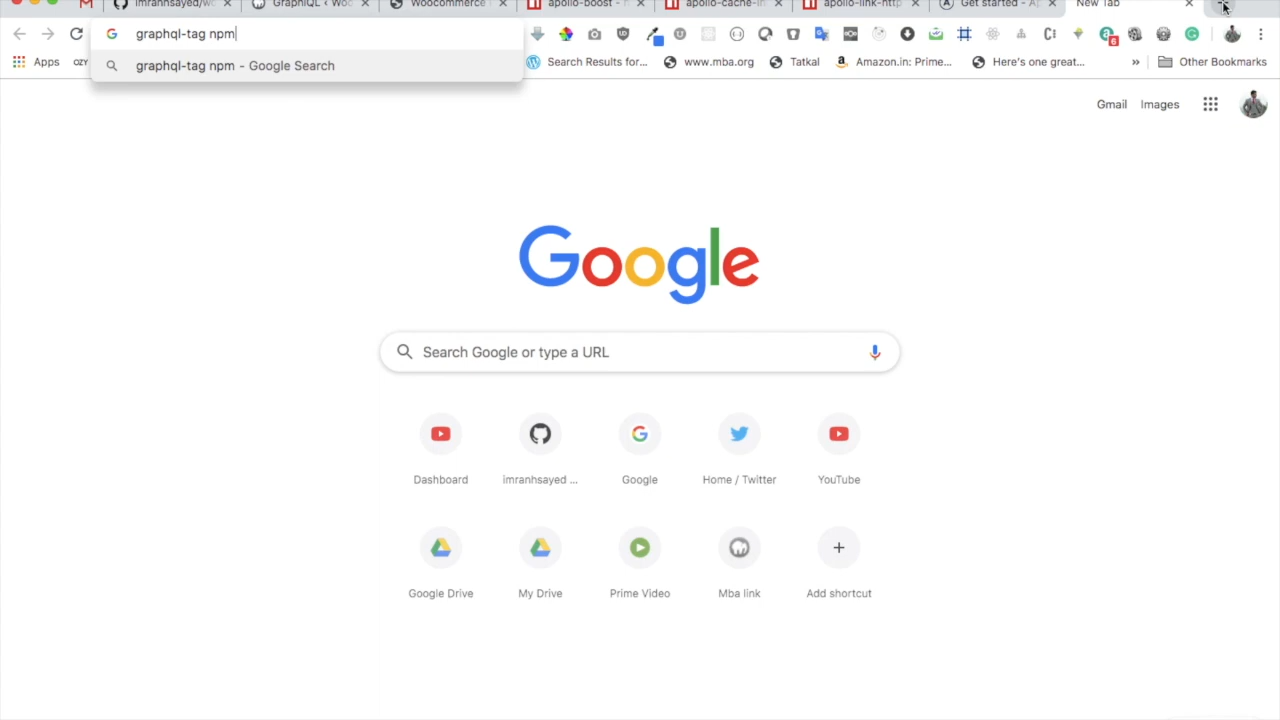 imranhsayed/wo
GraphiQL ‹ Woo
Woocommerce
apollo-boost - n
apollo-cache-in
apollo-link-http
Get started - Ap
New Tab
graphql-tag npm
graphql-tag npm - Google Search
Apps
Search Results for...
www.mba.org
Tatkal
Amazon.in: Prime...
Here's one great...
»
Other Bookmarks
6
Gmail
Images
Google
Search Google or type a URL
Dashboard
imranhsayed ...
Google
Home / Twitter
YouTube
Google Drive
My Drive
Prime Video
Mba link
Add shortcut